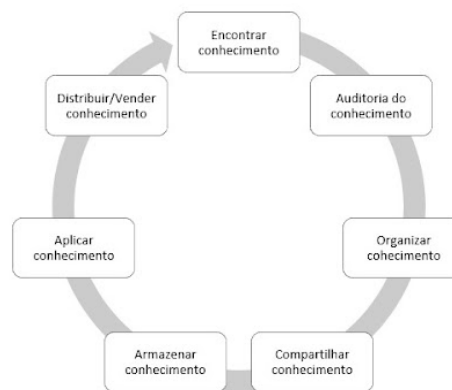 Encontrar
conhecimento
Auditoria do
conhecimento
Organizar
cohecimento
Compartilhar
conhecimento
Armazenar
conhecimento
Aplicar
conhecimento
Distribuir/Vender
conhecimento